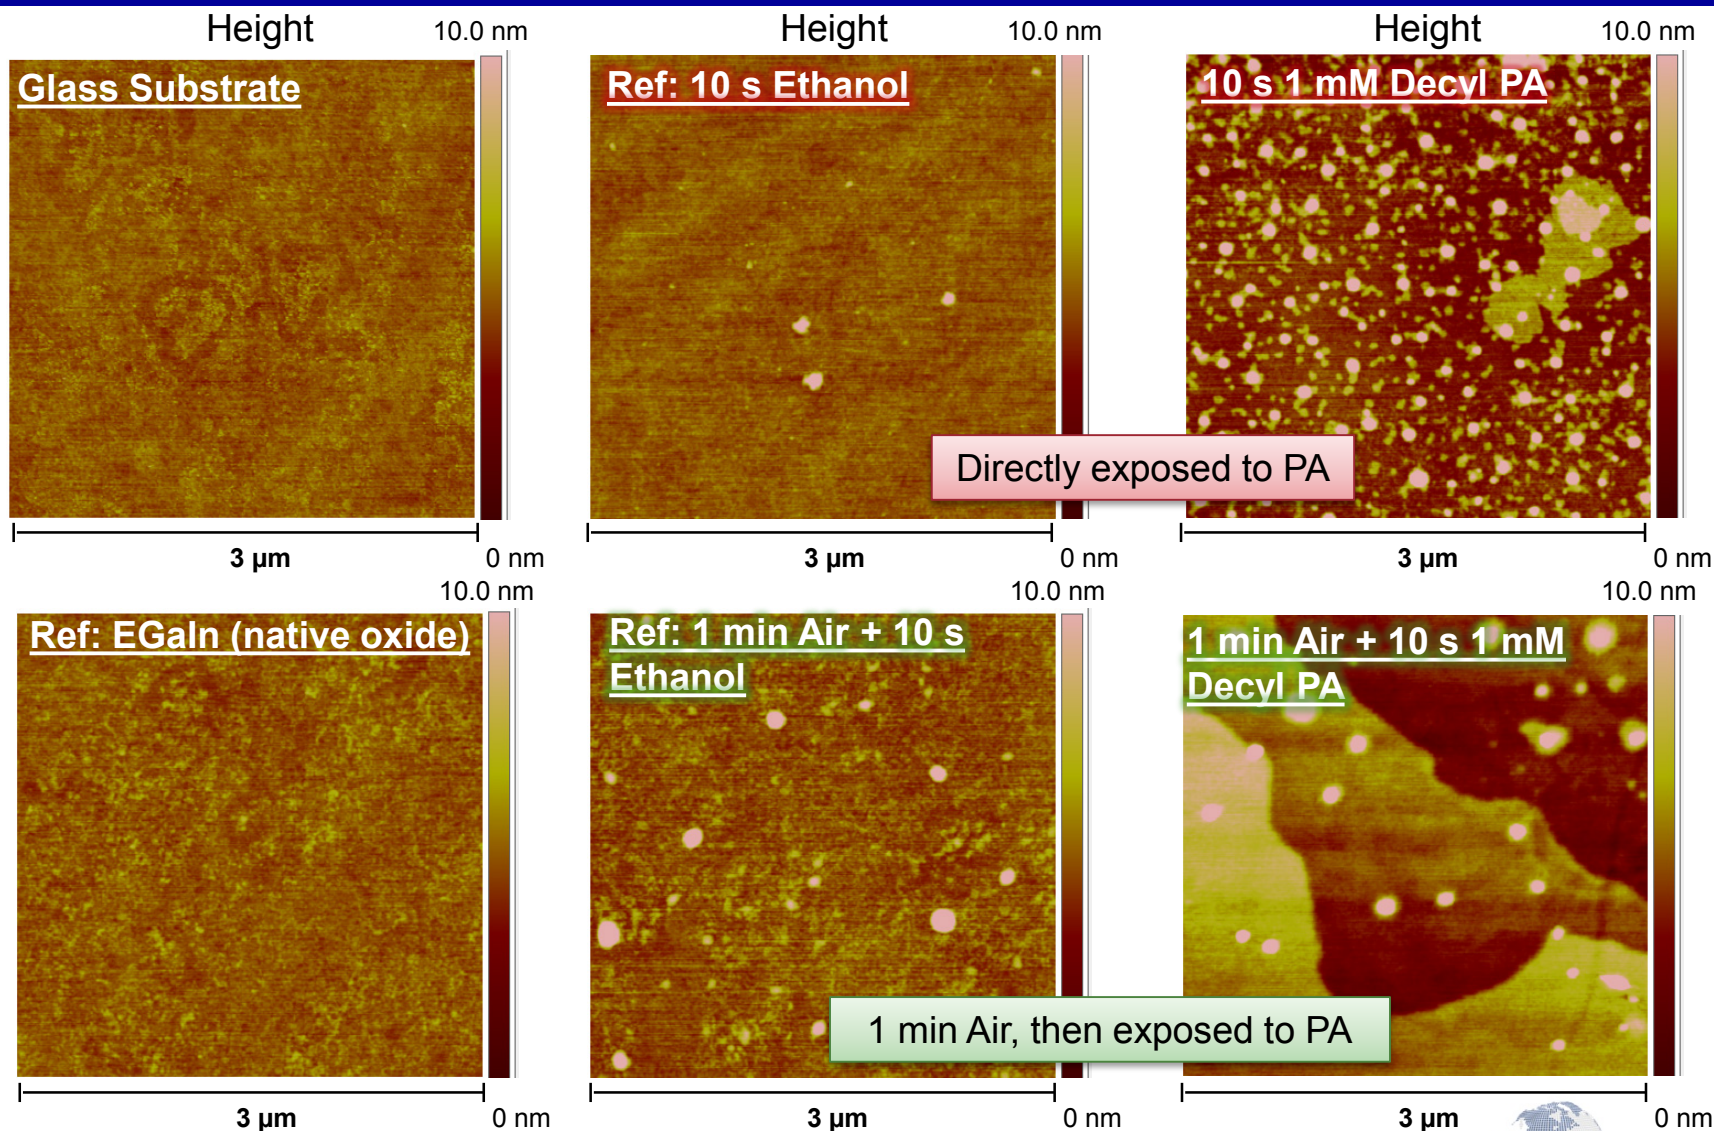 Height
10.0 nm
Height
10.0 nm
Height
10.0 nm
Glass Substrate
Ref: 10 s Ethanol
10 s 1 mM Decyl PA
Directly exposed to PA
3 µm
0 nm
3 µm
0 nm
3 µm
0 nm
10.0 nm
10.0 nm
10.0 nm
Ref: EGaIn (native oxide)
Ref: 1 min Air + 10 s
Ethanol
1 min Air + 10 s 1 mM
Decyl PA
1 min Air, then exposed to PA
3 µm
0 nm
3 µm
0 nm
3 µm
0 nm